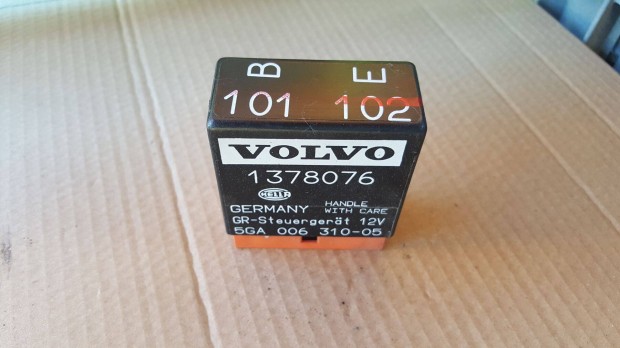 B E
101 102
VOLVO
1378076
HELLA
GERMANY HANDLE WITH CARE
GR-Steuergerät 12V
5GA 006 310-05